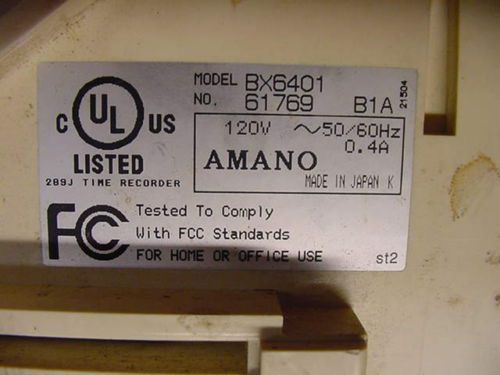 MODEL BX6401
NO. 61769 B1A
21504
C UL US
LISTED
289J TIME RECORDER
120V ～50/60Hz
0.4A
AMANO
MADE IN JAPAN K
FC Tested To Comply
With FCC Standards
FOR HOME OR OFFICE USE st2